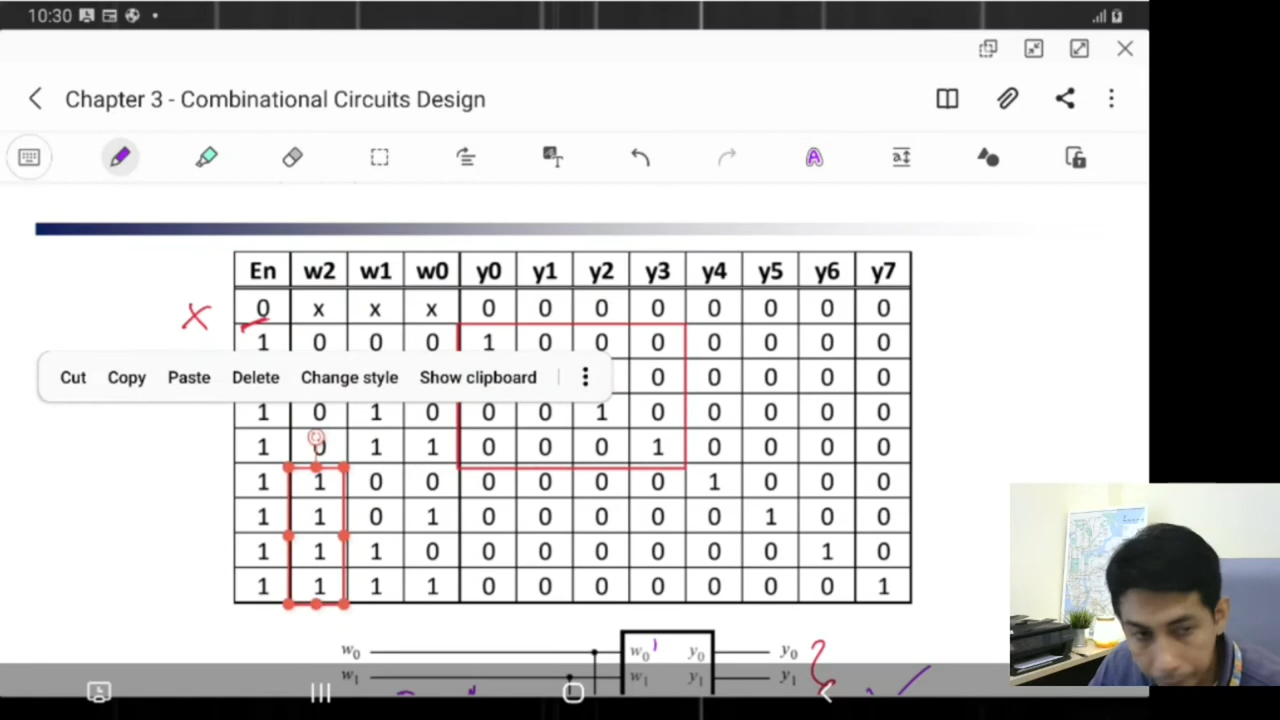 10:30
Chapter 3 - Combinational Circuits Design
En w2 w1 w0 y0 y1 y2 y3 y4 y5 y6 y7
X 0 x x x 0 0 0 0 0 0 0 0
1 0 0 0 1 0 0 0 0 0 0 0
Cut Copy Paste Delete Change style Show clipboard 0 0 0 0 0
1 0 1 0 0 0 1 0 0 0 0 0
1 0 1 1 0 0 0 1 0 0 0 0
1 1 0 0 0 0 0 0 1 0 0 0
1 1 0 1 0 0 0 0 0 1 0 0
1 1 1 0 0 0 0 0 0 0 1 0
1 1 1 1 0 0 0 0 0 0 0 1
w0 w0 y0 y0
w1 w1 y1 y1